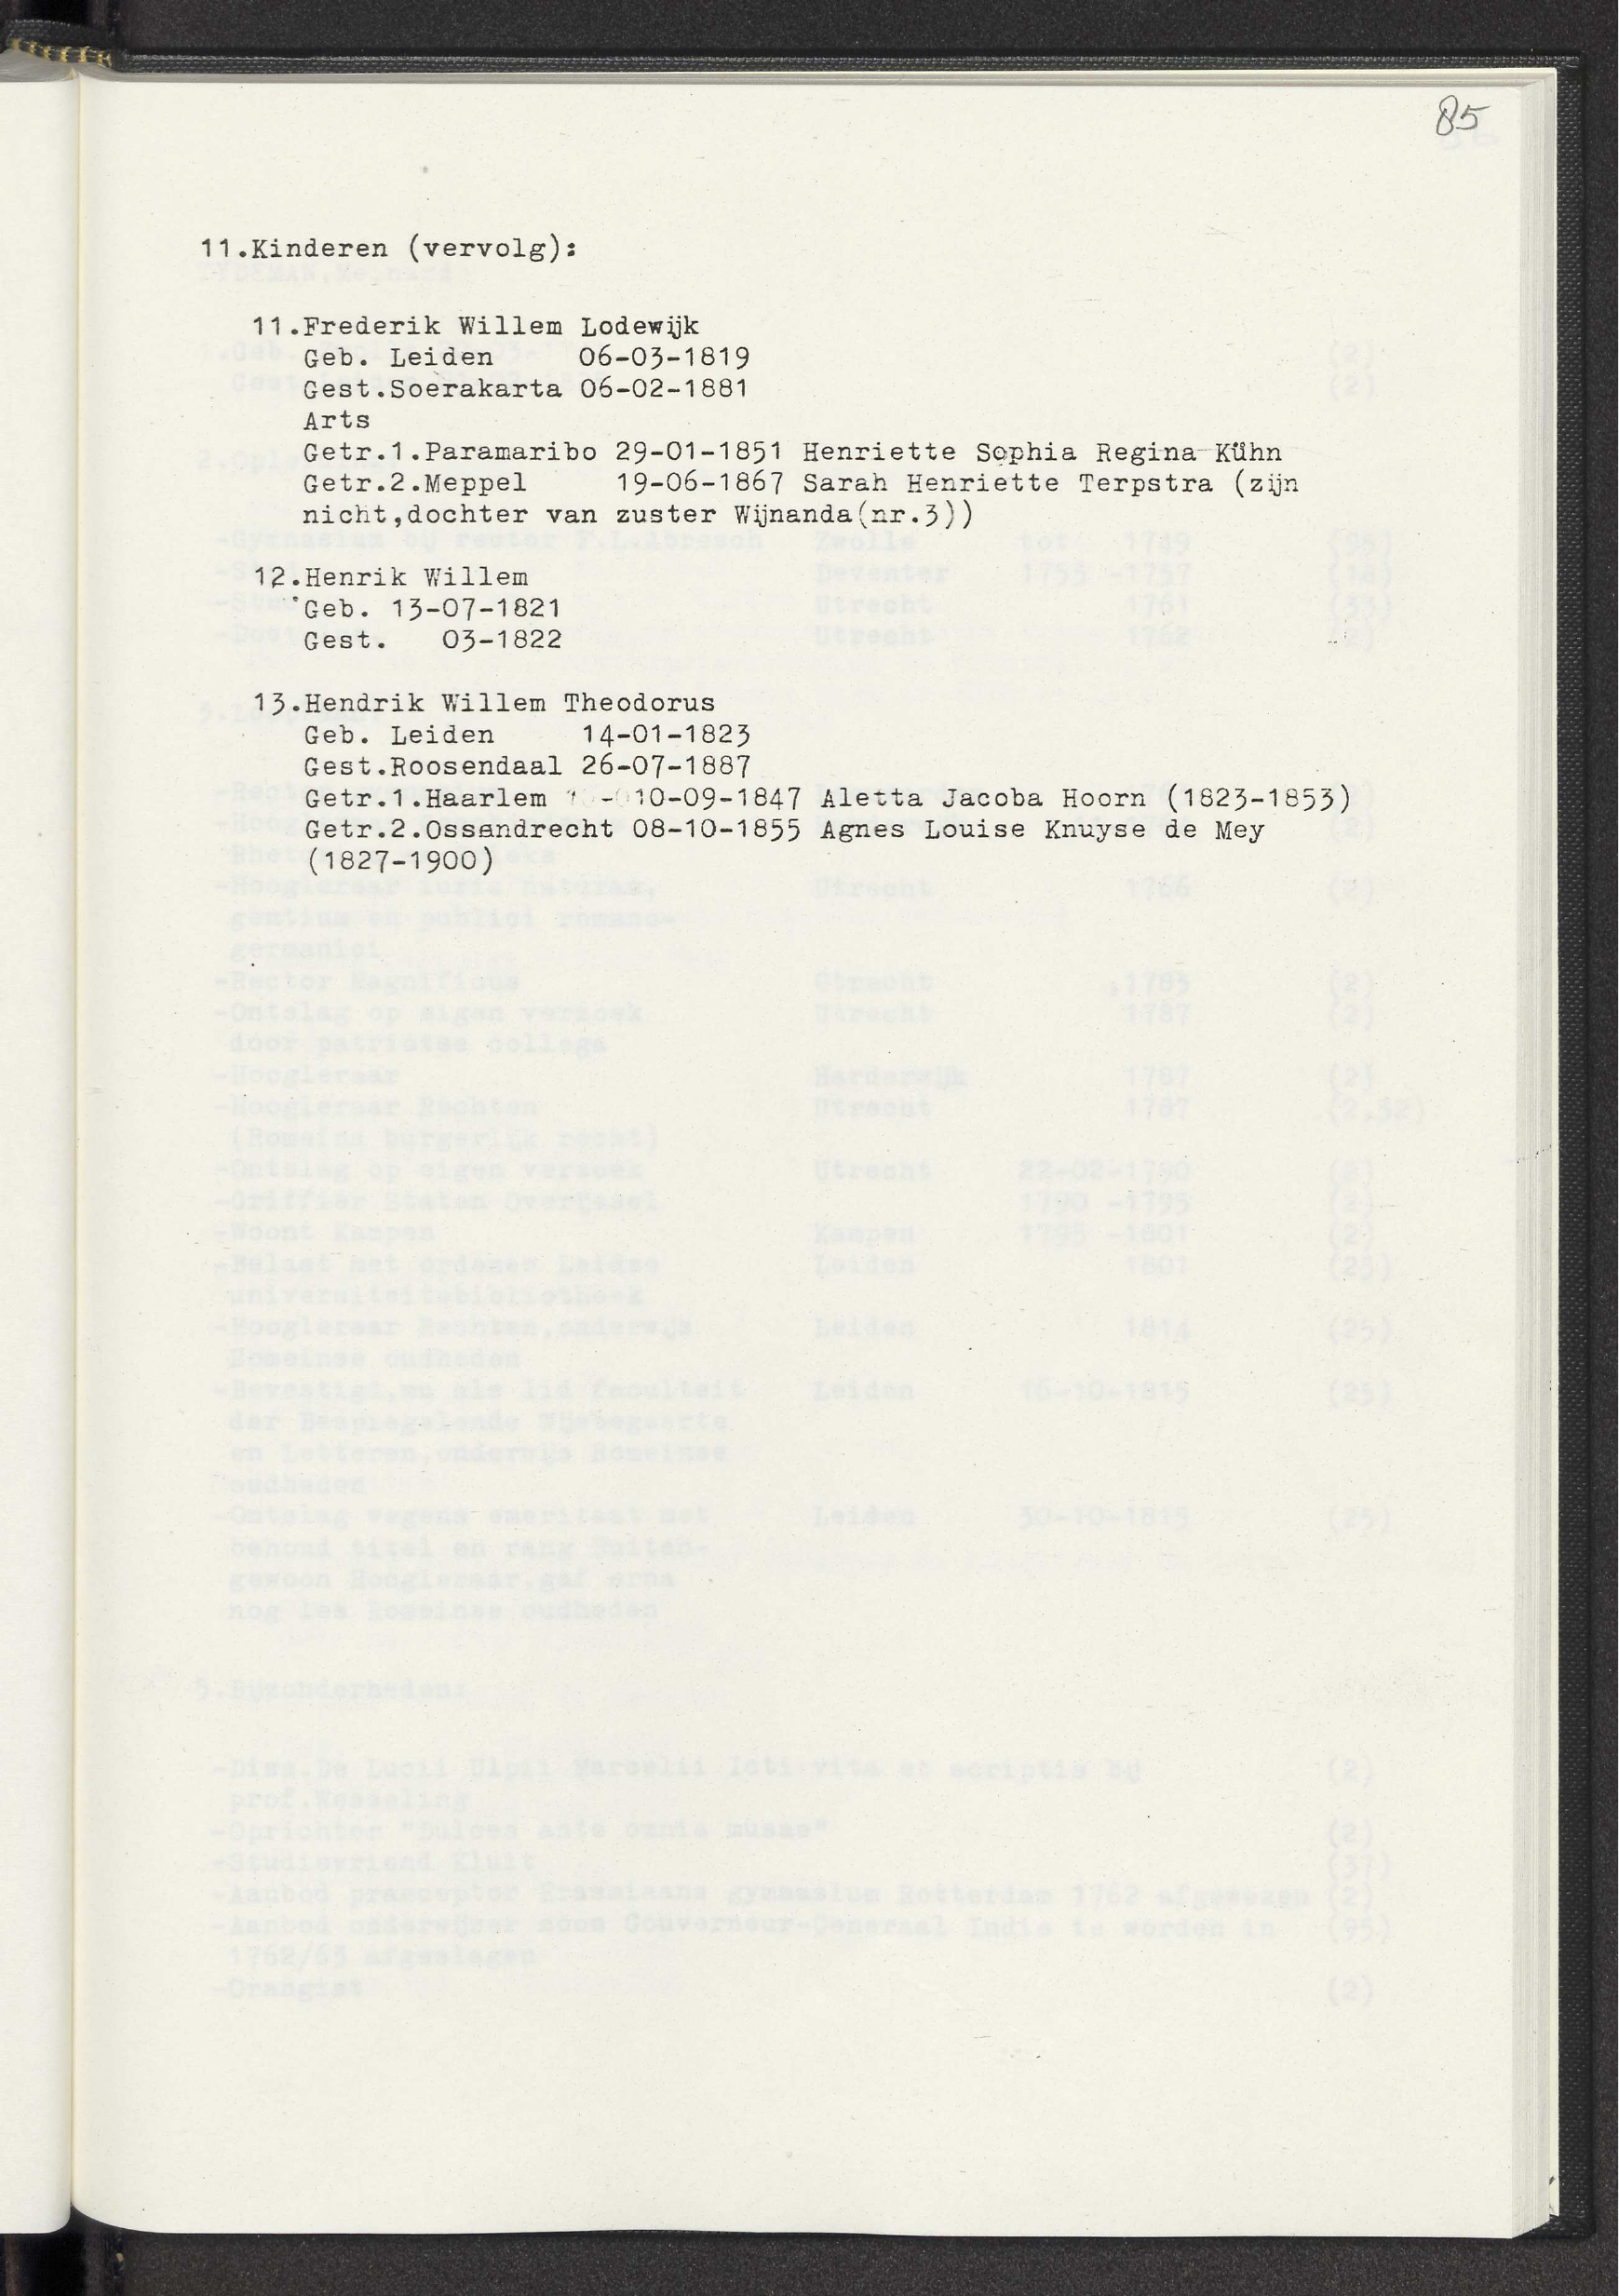 85
11.Kinderen (vervolg):
11.Frederik Willem Lodewijk
Geb. Leiden 06-03-1819
Gest.Soerakarta 06-02-1881
Arts
Getr.1.Paramaribo 29-01-1851 Henriette Sophia Regina Kühn
Getr.2.Meppel 19-06-1867 Sarah Henriette Terpstra (zijn
nicht,dochter van zuster Wijnanda(nr.3))
12.Henrik Willem
Geb. 13-07-1821
Gest. 03-1822
13.Hendrik Willem Theodorus
Geb. Leiden 14-01-1823
Gest.Roosendaal 26-07-1887
Getr.1.Haarlem 10-09-1847 Aletta Jacoba Hoorn (1823-1853)
Getr.2.Ossandrecht 08-10-1855 Agnes Louise Knuyse de Mey
(1827-1900)